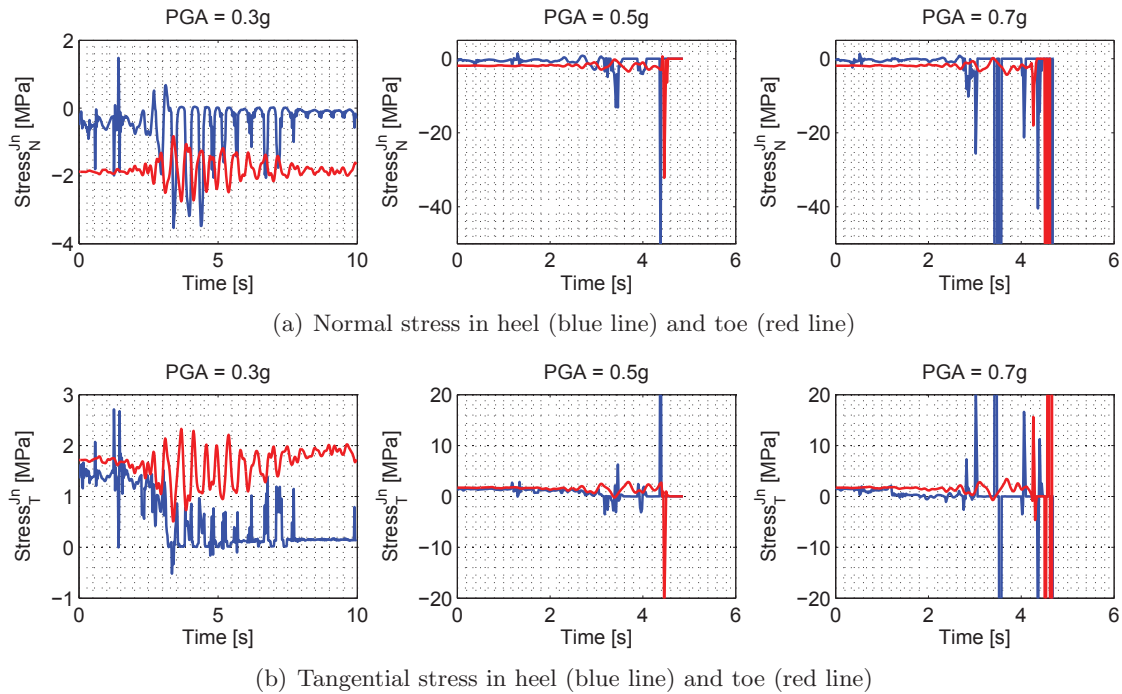 PGA = 0.3g
PGA = 0.5g
PGA = 0.7g
2
0
−2
−4
Stress_N^Jn [MPa]
0 5 10
Time [s]
0
−20
−40
Stress_N^Jn [MPa]
0 2 4 6
Time [s]
0
−20
−40
Stress_N^Jn [MPa]
0 2 4 6
Time [s]
(a) Normal stress in heel (blue line) and toe (red line)
PGA = 0.3g
PGA = 0.5g
PGA = 0.7g
3
2
1
0
−1
Stress_T^Jn [MPa]
0 5 10
Time [s]
20
10
0
−10
−20
Stress_T^Jn [MPa]
0 2 4 6
Time [s]
20
10
0
−10
−20
Stress_T^Jn [MPa]
0 2 4 6
Time [s]
(b) Tangential stress in heel (blue line) and toe (red line)